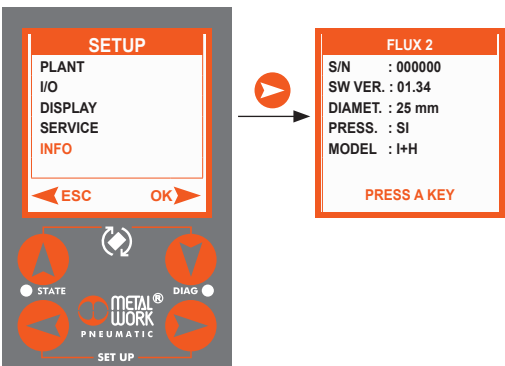 SETUP
PLANT
I/O
DISPLAY
SERVICE
INFO
ESC OK
STATE DIAG
METAL®
WORK
PNEUMATIC
SET UP
FLUX 2
S/N : 000000
SW VER. : 01.34
DIAMET. : 25 mm
PRESS. : SI
MODEL : I+H
PRESS A KEY